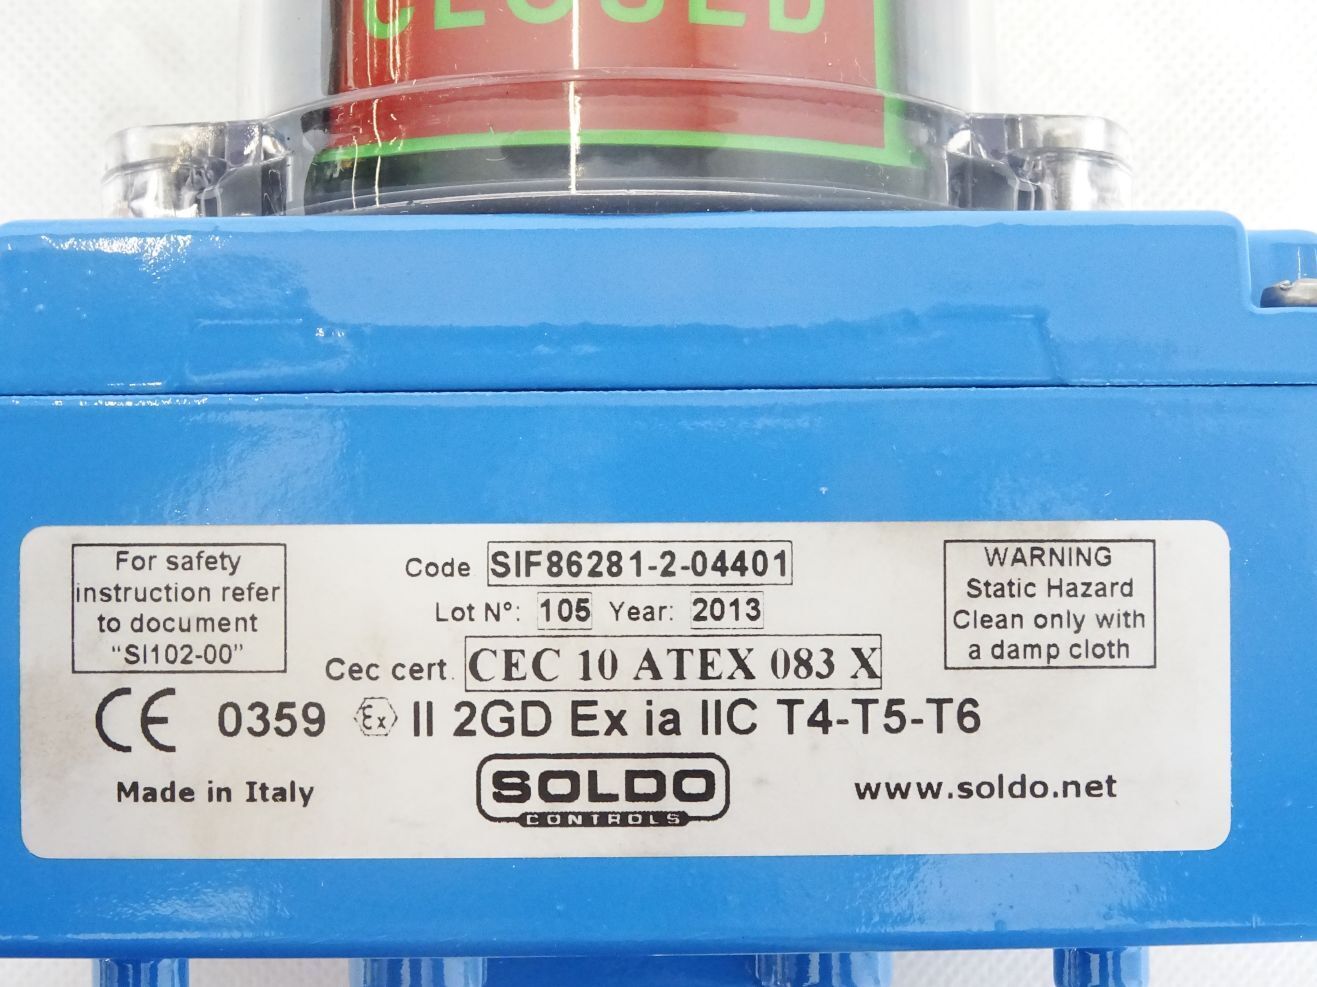 CLOSED
For safety
instruction refer
to document
"SI102-00"
Code SIF86281-2-04401
Lot N°: 105 Year: 2013
Cec cert. CEC 10 ATEX 083 X
WARNING
Static Hazard
Clean only with
a damp cloth
CE 0359 Ex II 2GD Ex ia IIC T4-T5-T6
Made in Italy
SOLDO
CONTROLS
www.soldo.net